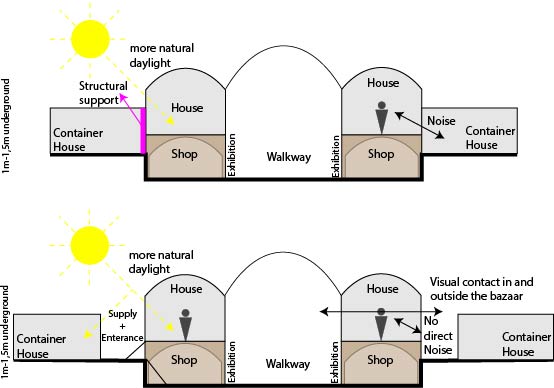 more natural
daylight
Structural
support
House
House
Noise
Container
House
Container
House
Shop
Exhibition
Walkway
Exhibition
Shop
1m-1,5m underground
more natural
daylight
Visual contact in and
outside the bazaar
House
House
Supply
+
Enterance
No
direct
Noise
Container
House
Container
House
Shop
Exhibition
Walkway
Exhibition
Shop
1m-1,5m underground